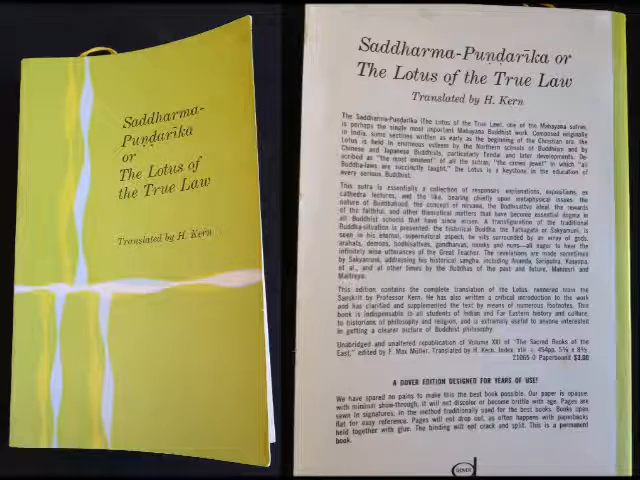 Saddharma-
Puṇḍarīka
or
The Lotus of
the True Law
Translated by H. Kern
Saddharma-Puṇḍarīka or
The Lotus of the True Law
Translated by H. Kern
The Saddharma-Pundarika (The Lotus of the True Law), one of the Mahayana sutras,
is perhaps the single most important Mahayana Buddhist work. Composed originally
in India, some sections written as early as the beginning of the Christian era, the
Lotus is held in enormous esteem by the Northern schools of Buddhism and by
Chinese and Japanese Buddhists, particularly Tendai and later developments. De-
scribed as "the most eminent" of all the sutras, "the crown jewel" in which "all
Buddha-laws are succinctly taught," the Lotus is a keystone in the education of
every serious Buddhist.
This sutra is essentially a collection of responses, explanations, expositions, ex
cathedra lectures, and the like, bearing chiefly upon metaphysical issues: the
nature of Buddhahood, the concept of nirvana, the Bodhisattva ideal, the rewards
of the faithful, and other thematical matters that have become essential dogma in
all Buddhist schools that have since arisen. A transfiguration of the traditional
Buddha-situation is presented: the historical Buddha, the Tathagata or Sakyamuni, is
seen in his eternal, supernatural aspect; he sits surrounded by an array of gods,
arahats, demons, bodhisattvas, gandharvas, monks and nuns—all eager to hear the
infinitely wise utterances of the Great Teacher. The revelations are made sometimes
by Sakyamuni, addressing his historical sangha, including Ananda, Sariputra, Kasyapa,
et al., and at other times by the Buddhas of the past and future, Manjusri and
Maitreya.
This edition contains the complete translation of the Lotus, rendered from the
Sanskrit by Professor Kern. He has also written a critical introduction to the work
and has clarified and supplemented the text by means of numerous footnotes. This
book is indispensable to all students of Indian and Far Eastern history and culture,
to historians of philosophy and religion, and is extremely useful to anyone interested
in getting a clearer picture of Buddhist philosophy.
Unabridged and unaltered republication of Volume XXI of "The Sacred Books of the
East," edited by F. Max Müller. Translated by H. Kern. Index. xlii + 454pp. 5⅜ x 8½.
21065-0 Paperbound $3.00
A DOVER EDITION DESIGNED FOR YEARS OF USE!
We have spared no pains to make this the best book possible. Our paper is opaque,
with minimal show-through; it will not discolor or become brittle with age. Pages are
sewn in signatures, in the method traditionally used for the best books. Books open
flat for easy reference. Pages will not drop out, as often happens with paperbacks
held together with glue. The binding will not crack and split. This is a permanent
book.
DOVER